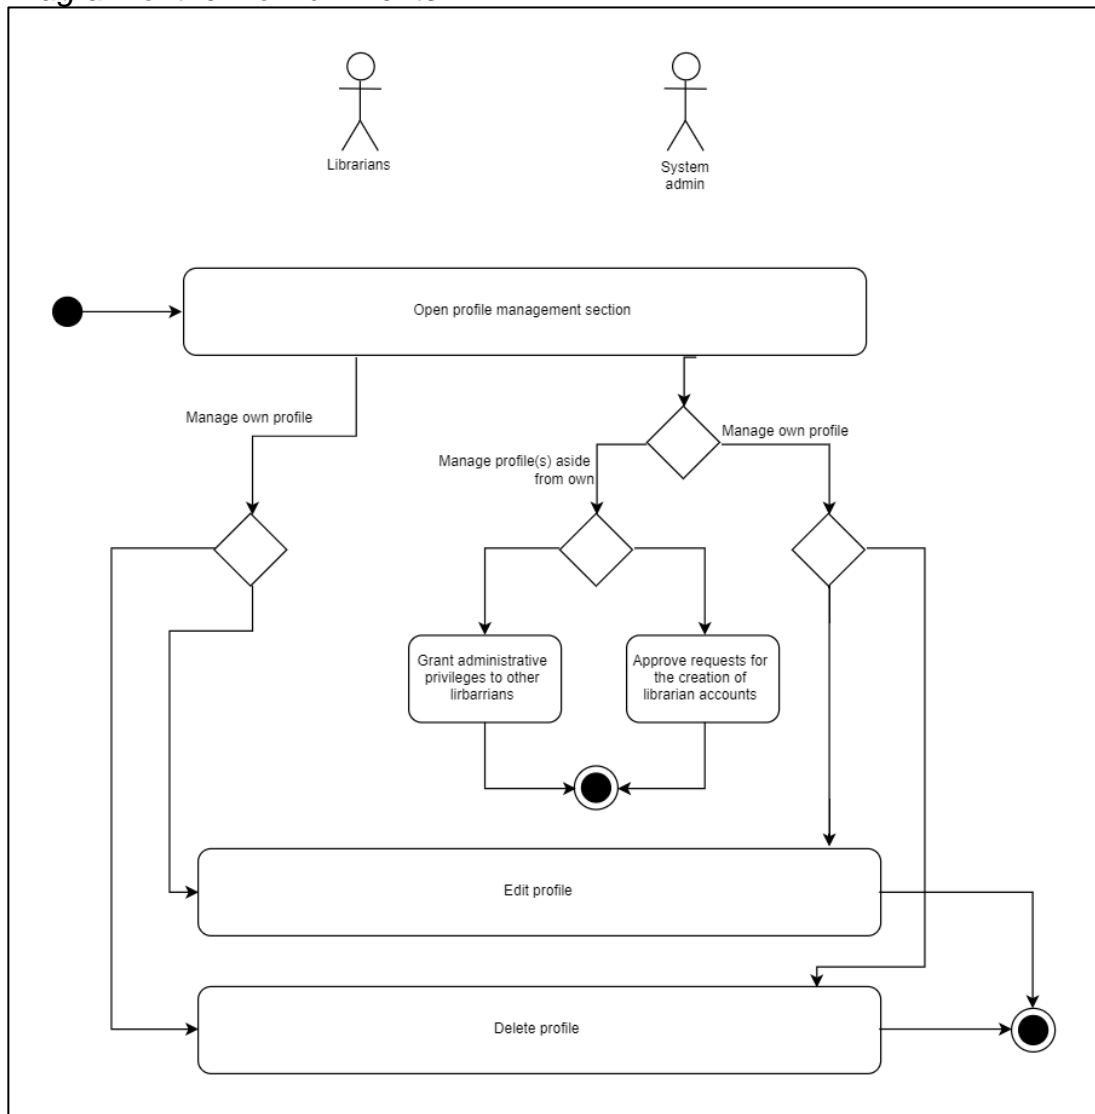 Librarians
System
admin
Open profile management section
Manage own profile
Manage own profile
Manage profile(s) aside
from own
Grant administrative
privileges to other
lirbarrians
Approve requests for
the creation of
librarian accounts
Edit profile
Delete profile